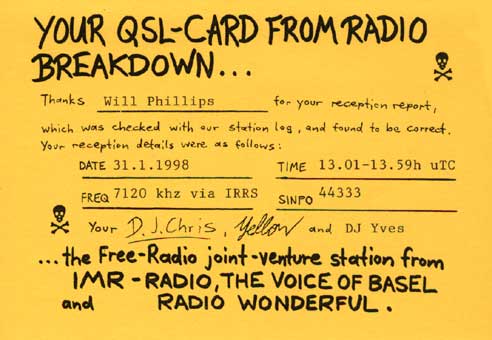 YOUR QSL-CARD FROM RADIO
BREAKDOWN...
Thanks Will Phillips for your reception report,
which was checked with our station log, and found to be correct.
Your reception details were as follows:
DATE 31.1.1998 TIME 13.01-13.59h uTC
FREQ 7120 khz via IRRS SINPO 44333
Your D.J.Chris, Yellow and DJ Yves
...the Free-Radio joint-venture station from
IMR-RADIO, THE VOICE OF BASEL
and RADIO WONDERFUL.